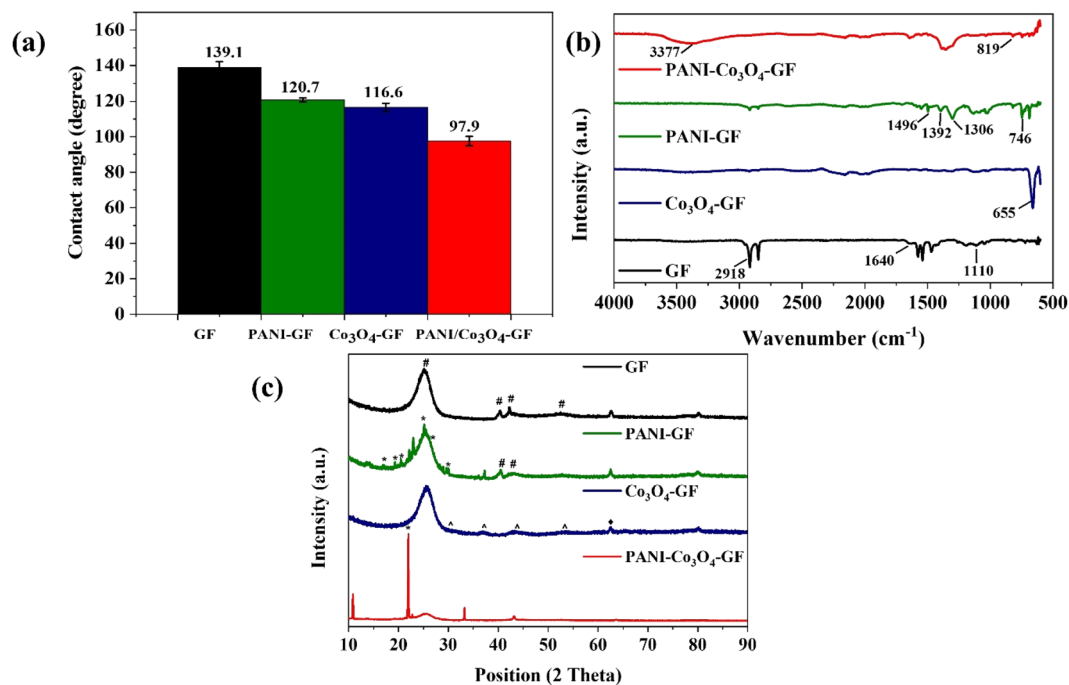 (a)
Contact angle (degree)
160
140
120
100
80
60
40
20
0
139.1
120.7
116.6
97.9
GF
PANI-GF
Co₃O₄-GF
PANI/Co₃O₄-GF
(b)
Intensity (a.u.)
3377
819
PANI-Co₃O₄-GF
1496
1392
1306
746
PANI-GF
655
Co₃O₄-GF
2918
1640
1110
GF
4000 3500 3000 2500 2000 1500 1000 500
Wavenumber (cm⁻¹)
(c)
Intensity (a.u.)
# # # #
GF
* * * * * * # #
PANI-GF
^ ^ ^ ^ ♦
Co₃O₄-GF
*
PANI-Co₃O₄-GF
10 20 30 40 50 60 70 80 90
Position (2 Theta)